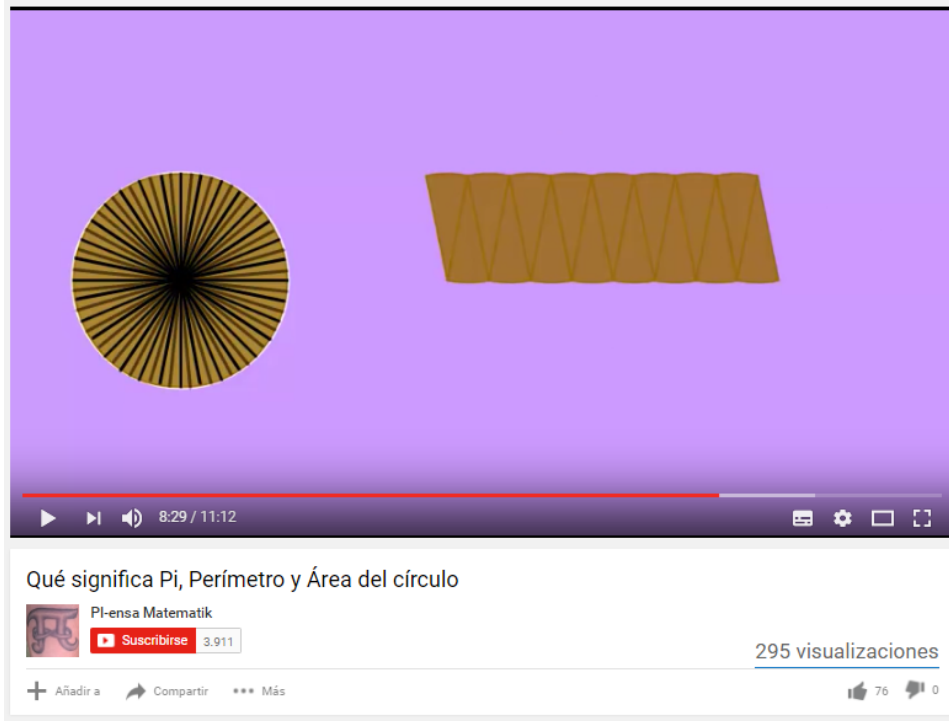 8:29 / 11:12
Qué significa Pi, Perímetro y Área del círculo
PI-ensa Matematik
Suscribirse 3.911
295 visualizaciones
Añadir a Compartir Más 76 0